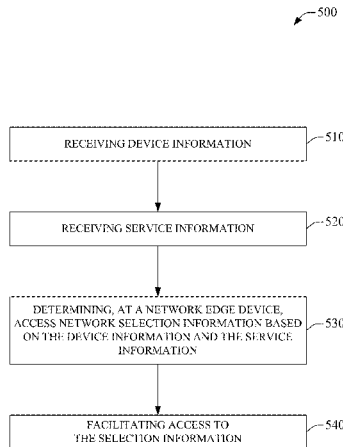 500
RECEIVING DEVICE INFORMATION
510
RECEIVING SERVICE INFORMATION
520
DETERMINING, AT A NETWORK EDGE DEVICE,
ACCESS NETWORK SELECTION INFORMATION BASED
ON THE DEVICE INFORMATION AND THE SERVICE
INFORMATION
530
FACILITATING ACCESS TO
THE SELECTION INFORMATION
540